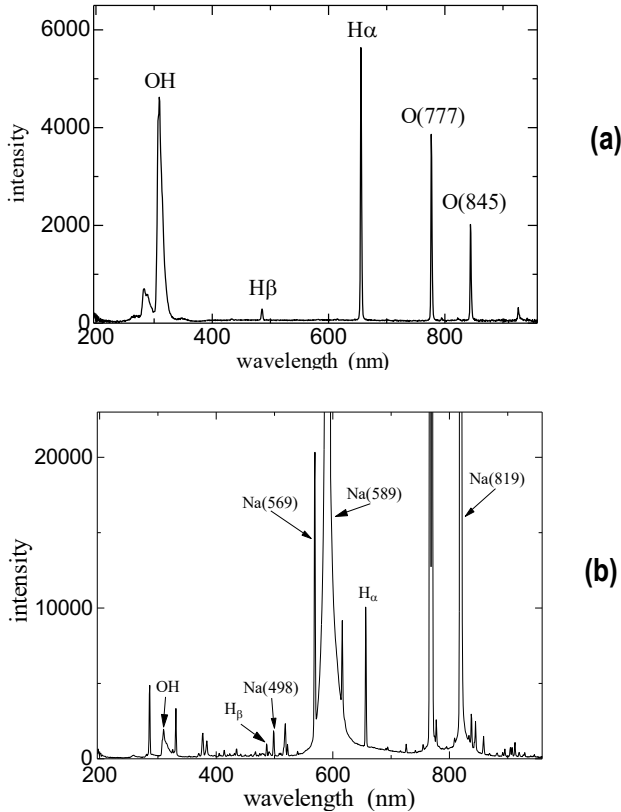 6000
4000
2000
0
intensity
OH
Hβ
Hα
O(777)
O(845)
200 400 600 800
wavelength (nm)
(a)
20000
10000
0
intensity
Na(569)
Na(589)
Na(819)
OH
Hβ
Na(498)
Hα
200 400 600 800
wavelength (nm)
(b)